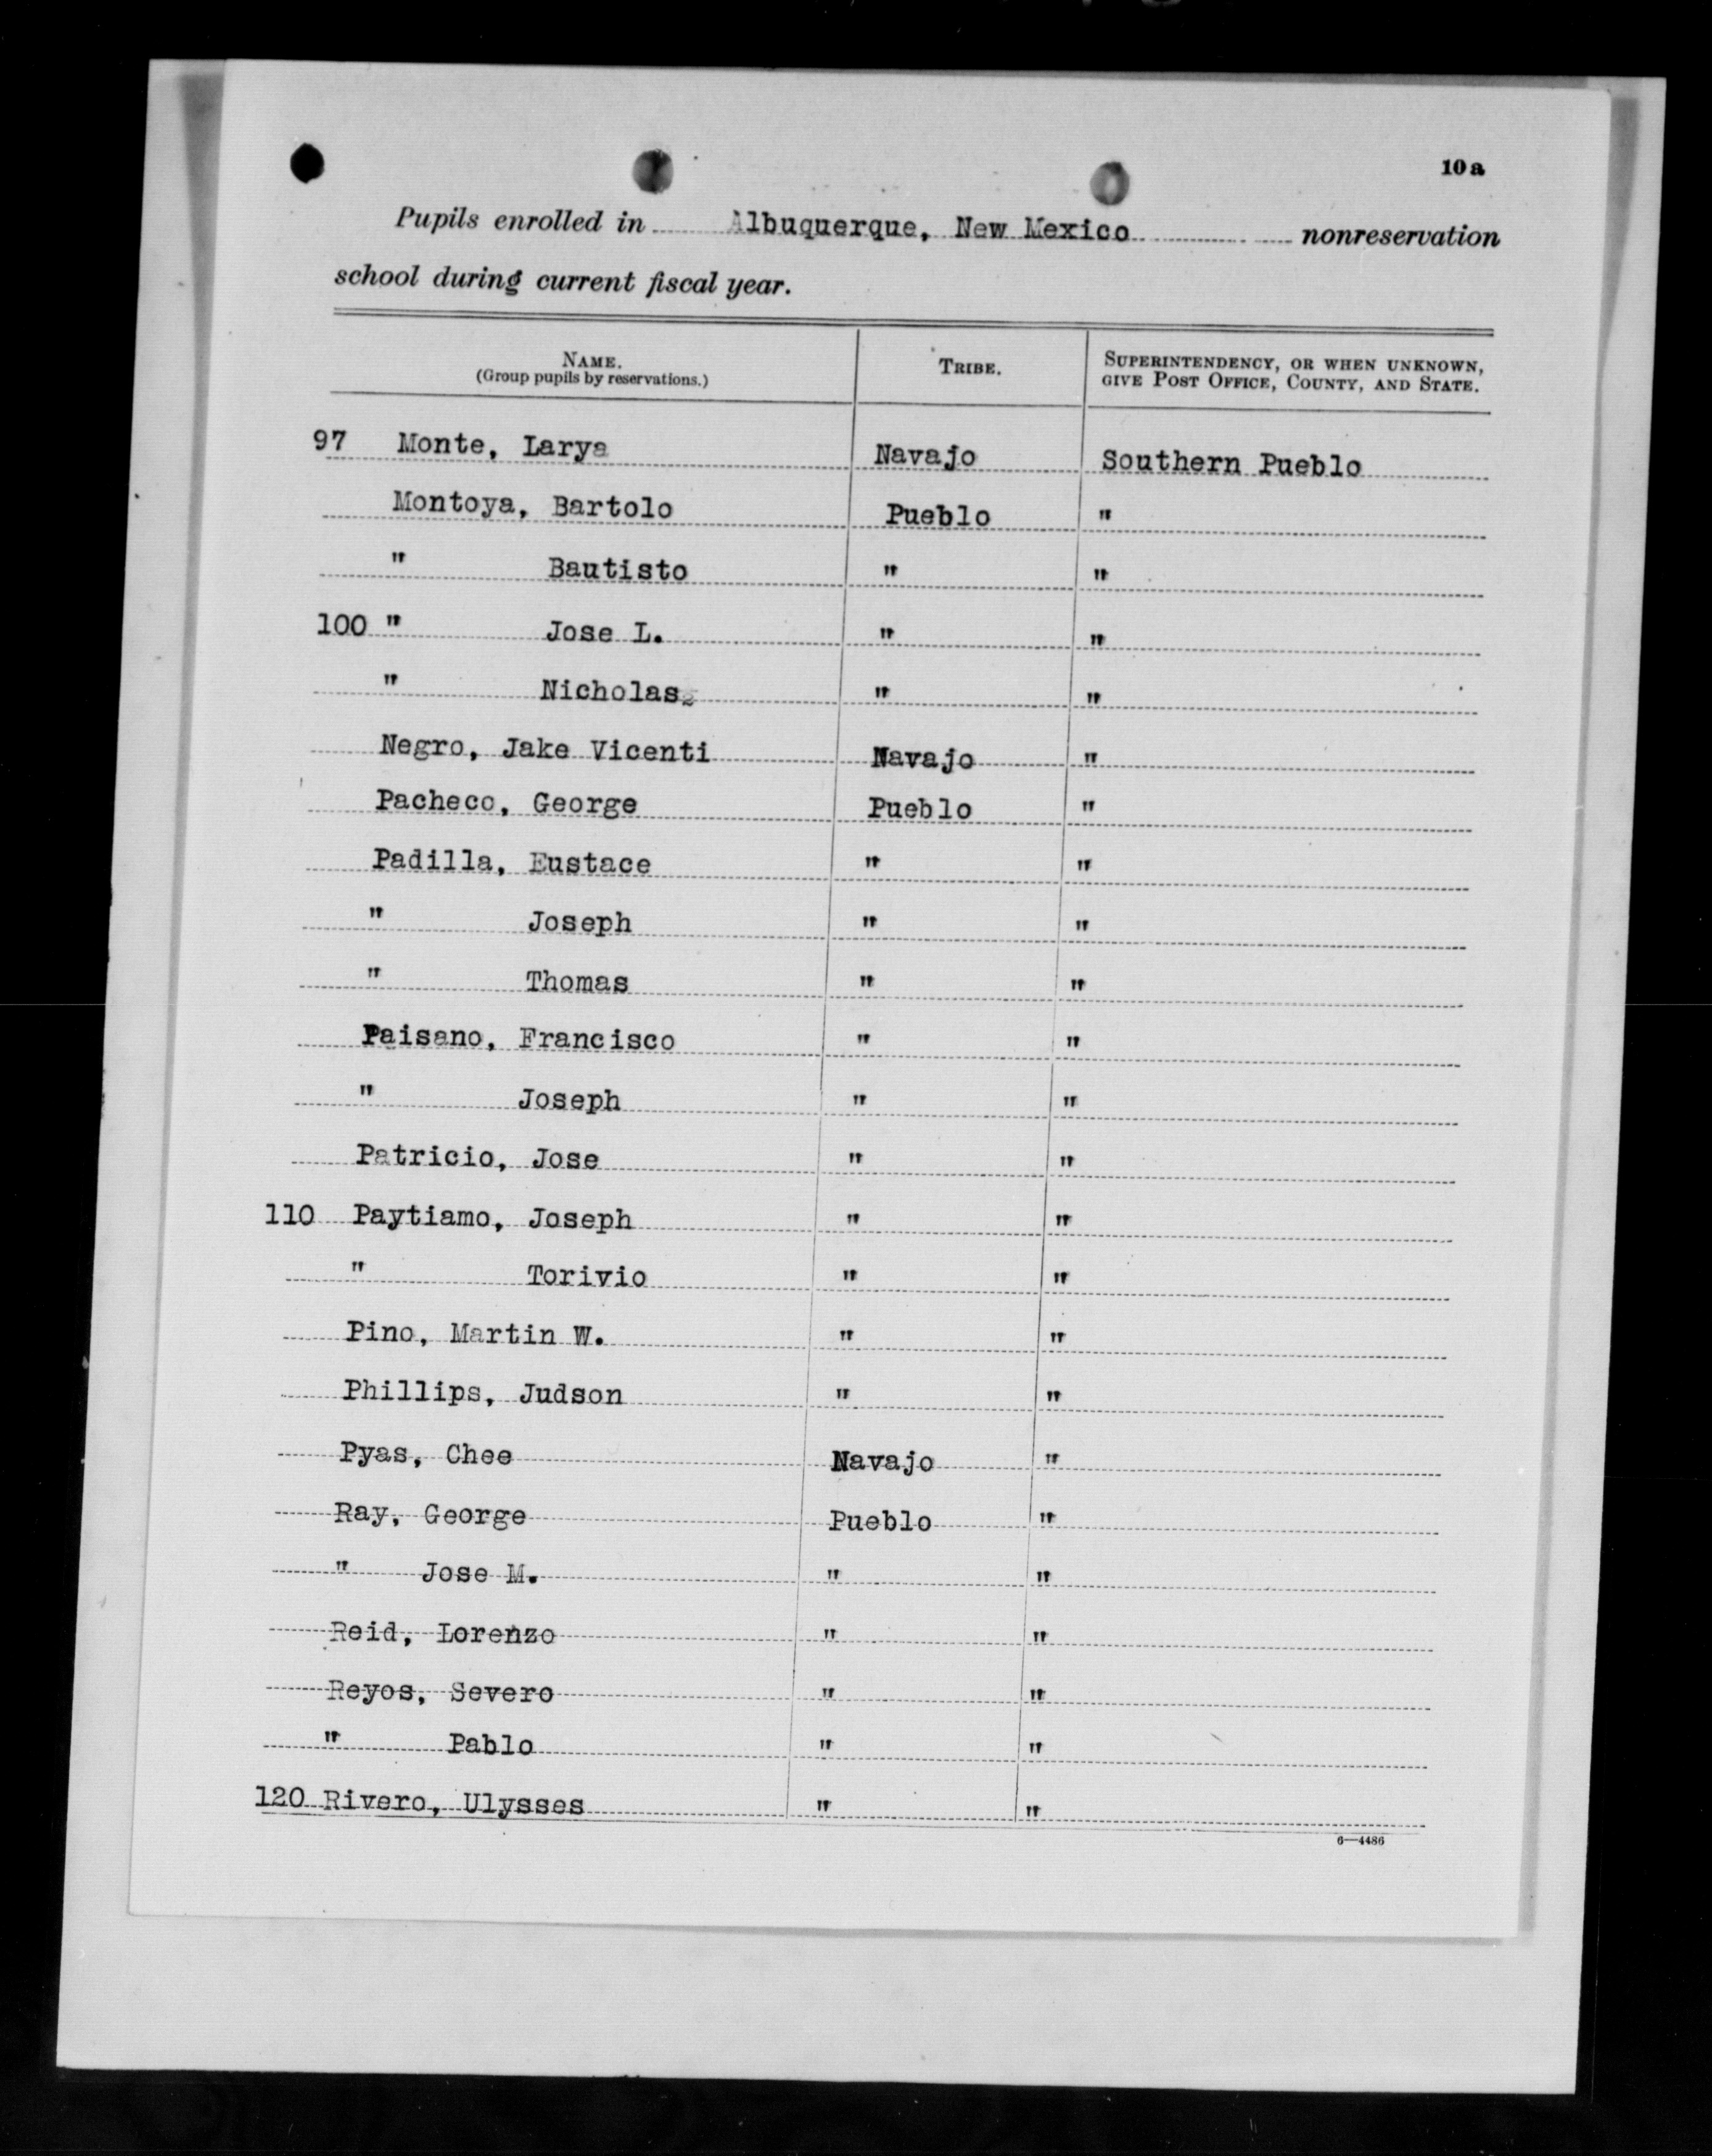 10a
Pupils enrolled in Albuquerque, New Mexico nonreservation
school during current fiscal year.
NAME. (Group pupils by reservations.) TRIBE. SUPERINTENDENCY, OR WHEN UNKNOWN, GIVE POST OFFICE, COUNTY, AND STATE.
97 Monte, Larya Navajo Southern Pueblo
Montoya, Bartolo Pueblo "
" Bautisto " "
100 " Jose L. " "
" Nicholas " "
Negro, Jake Vicenti Navajo "
Pacheco, George Pueblo "
Padilla, Eustace " "
" Joseph " "
" Thomas " "
Paisano, Francisco " "
" Joseph " "
Patricio, Jose " "
110 Paytiamo, Joseph " "
" Torivio " "
Pino, Martin W. " "
Phillips, Judson " "
Pyas, Chee Navajo "
Ray, George Pueblo "
" Jose M. " "
Reid, Lorenzo " "
Reyos, Severo " "
" Pablo " "
120 Rivero, Ulysses " "
6—4486